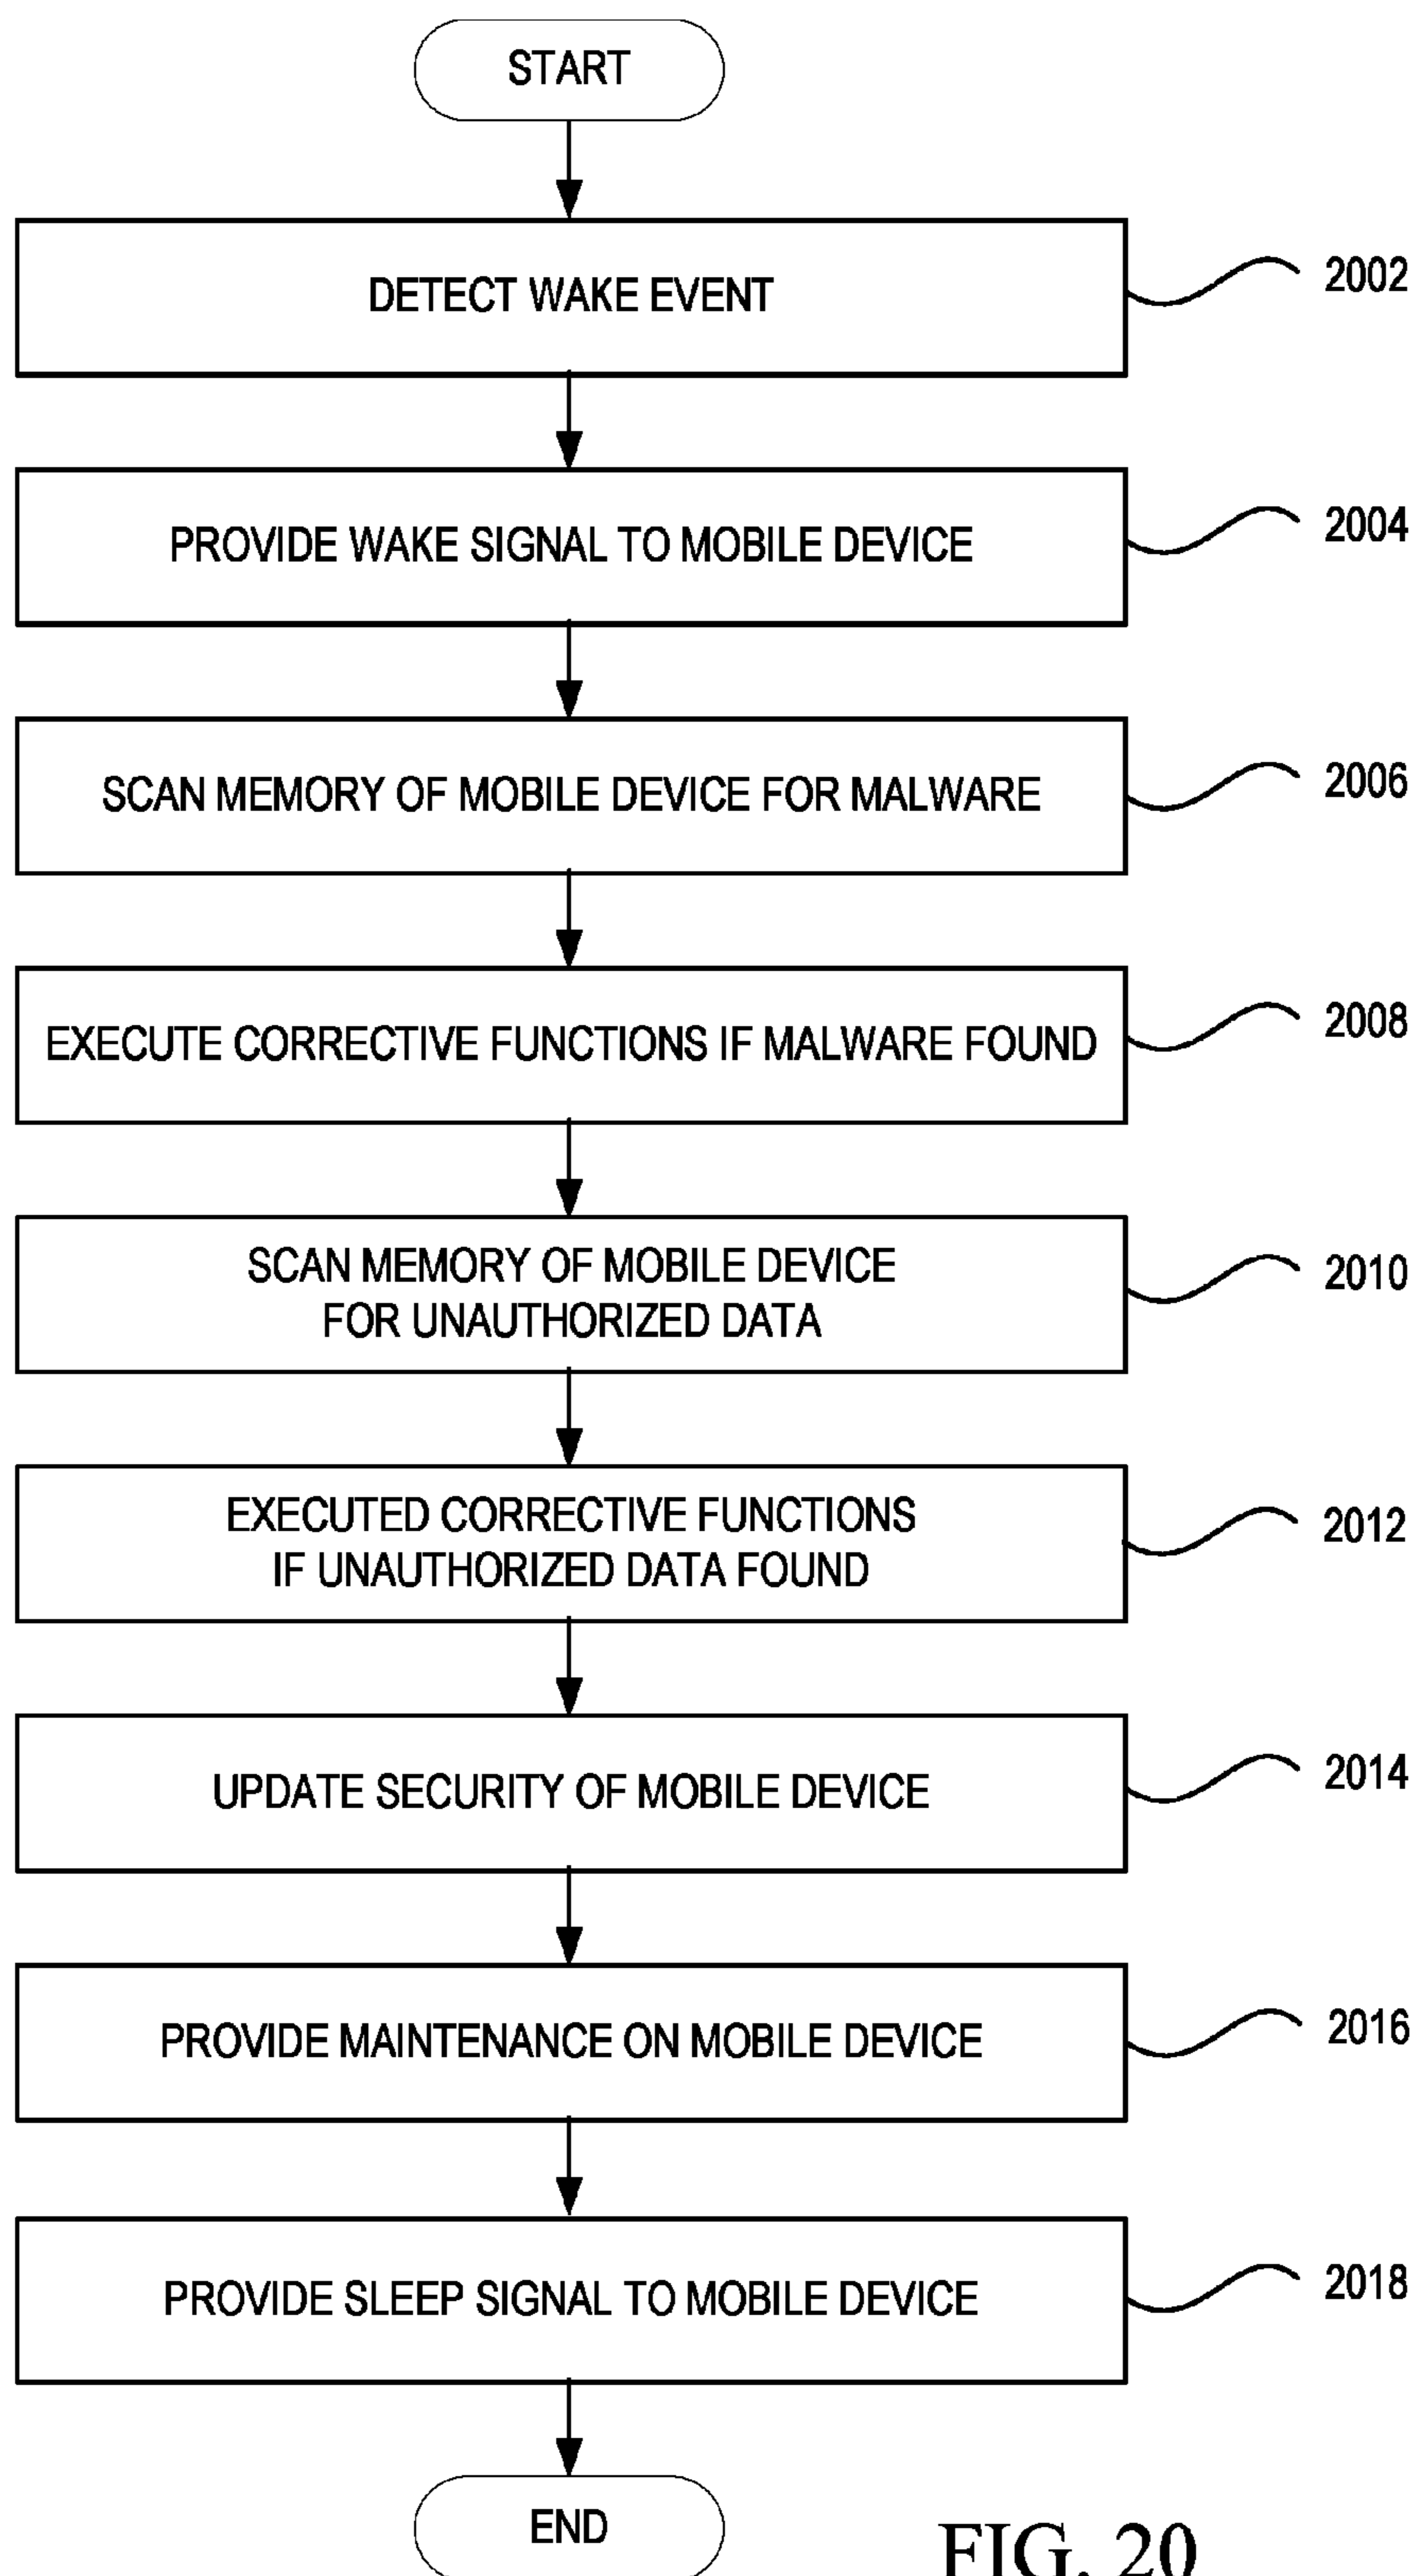 START
DETECT WAKE EVENT
2002
PROVIDE WAKE SIGNAL TO MOBILE DEVICE
2004
SCAN MEMORY OF MOBILE DEVICE FOR MALWARE
2006
EXECUTE CORRECTIVE FUNCTIONS IF MALWARE FOUND
2008
SCAN MEMORY OF MOBILE DEVICE
FOR UNAUTHORIZED DATA
2010
EXECUTED CORRECTIVE FUNCTIONS
IF UNAUTHORIZED DATA FOUND
2012
UPDATE SECURITY OF MOBILE DEVICE
2014
PROVIDE MAINTENANCE ON MOBILE DEVICE
2016
PROVIDE SLEEP SIGNAL TO MOBILE DEVICE
2018
END
FIG. 20